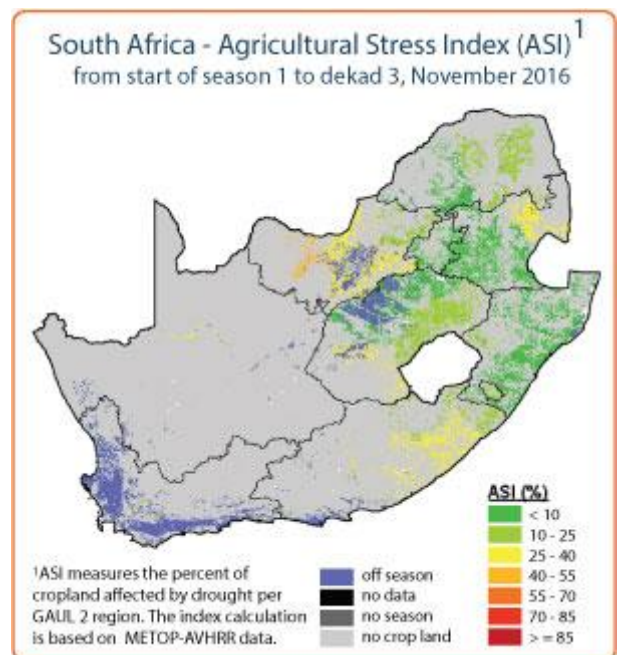 South Africa - Agricultural Stress Index (ASI)1
from start of season 1 to dekad 3, November 2016
ASI (%)
< 10
10 - 25
25 - 40
40 - 55
55 - 70
70 - 85
> = 85
off season
no data
no season
no crop land
1ASI measures the percent of
cropland affected by drought per
GAUL 2 region. The index calculation
is based on METOP-AVHRR data.